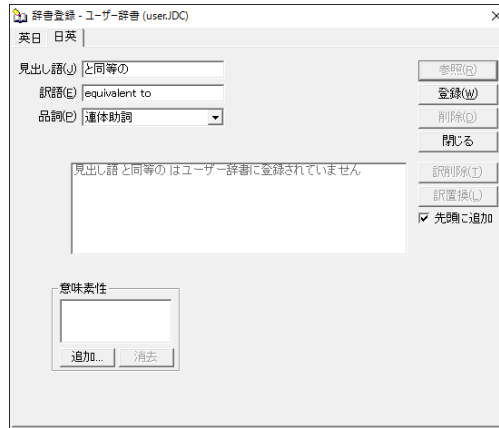 辞書登録 - ユーザー辞書 (user.JDC)
英日 日英
見出し語(J) と同等の
訳語(E) equivalent to
品詞(P) 連体助詞
参照(R)
登録(W)
削除(D)
閉じる
見出し語 と同等の はユーザー辞書に登録されていません
訳削除(T)
訳置換(L)
先頭に追加
意味素性
追加... 消去